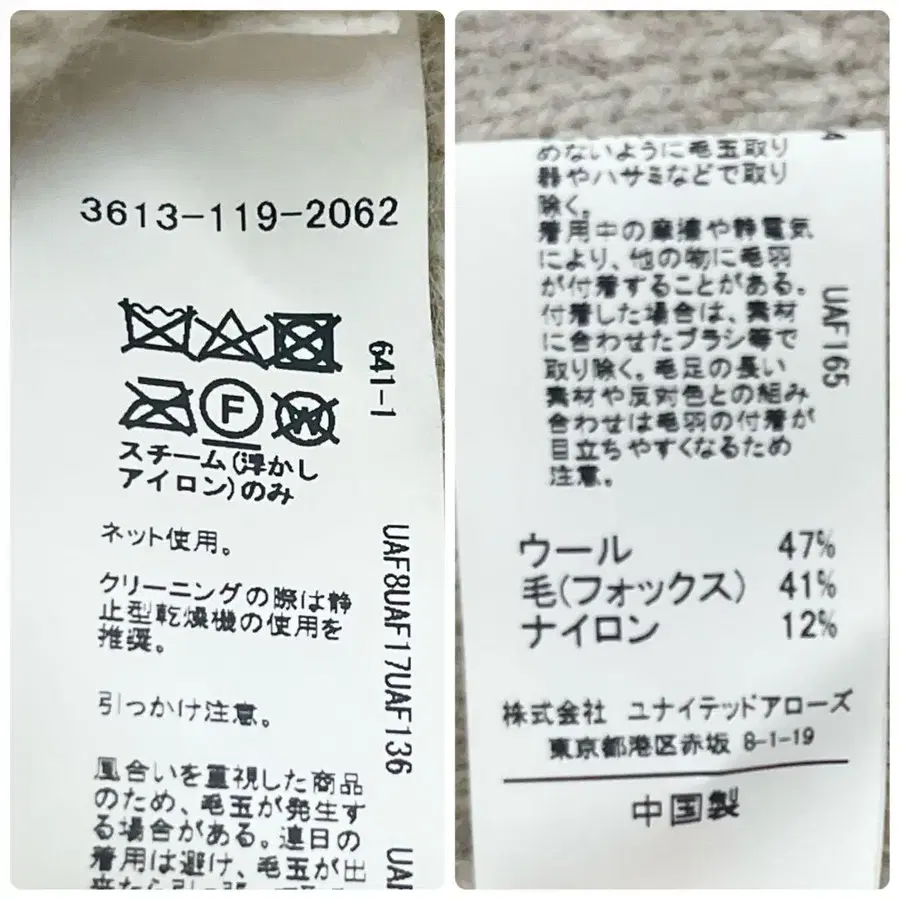 3613-119-2062
F
W
641-1
スチーム(浮かし
アイロン)のみ
ネット使用。
クリーニングの際は静
止型乾燥機の使用を
推奨。
引っかけ注意。
風合いを重視した商品
のため、毛玉が発生す
る場合がある。連日の
着用は避け、毛玉が出
UAF8UAF17UAF136
めないように毛玉取り
器やハサミなどで取り
除く。
着用中の摩擦や静電気
により、他の物に毛羽
が付着することがある。
付着した場合は、素材
に合わせたブラシ等で
取り除く。毛足の長い
素材や反対色との組み
合わせは毛羽の付着が
目立ちやすくなるため
注意。
UAF165
ウール 47%
毛(フォックス) 41%
ナイロン 12%
株式会社 ユナイテッドアローズ
東京都港区赤坂 8-1-19
中国製